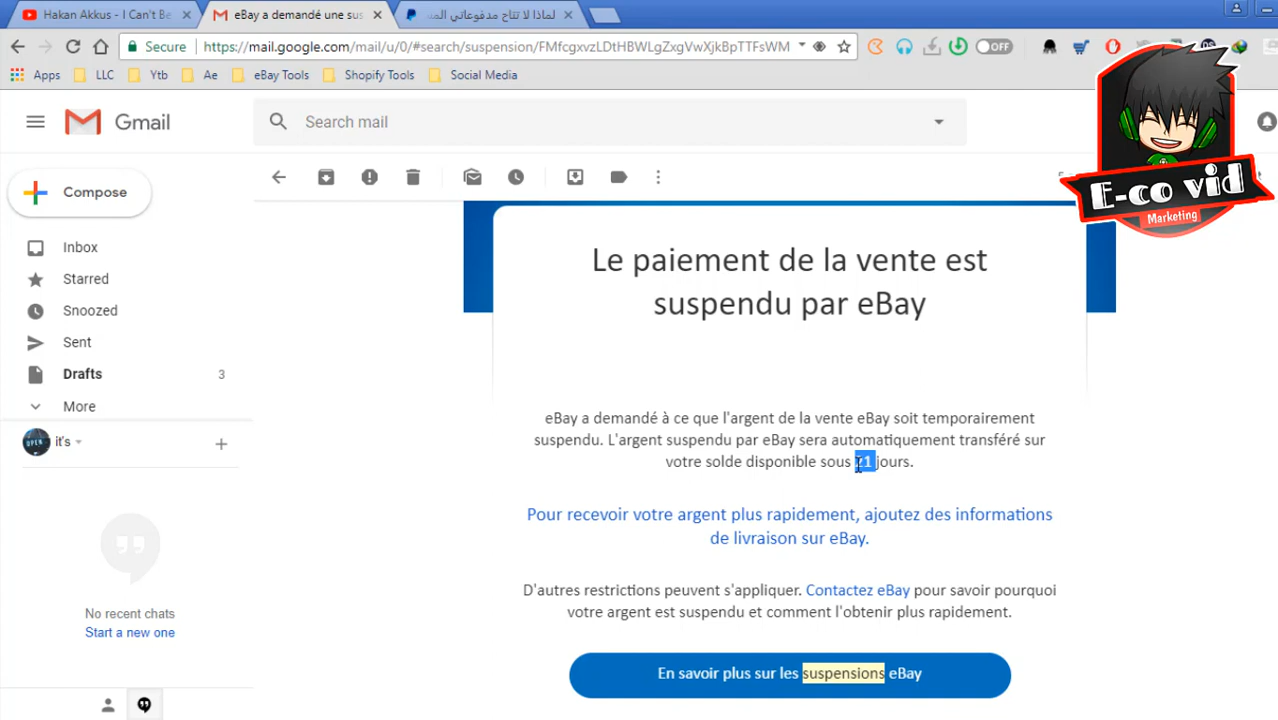 Hakan Akkus - I Can't Be
eBay a demandé une sus
لماذا لا تتاح مدفوعاتي المت
Secure
https://mail.google.com/mail/u/0/#search/suspension/FMfcgxvzLDtHBWLgZxgVwXjkBpTTFsWM
OFF
Apps LLC Ytb Ae eBay Tools Shopify Tools Social Media
Gmail
Search mail
E-co vid
Marketing
Compose
Inbox
Starred
Snoozed
Sent
Drafts 3
More
it's
No recent chats
Start a new one
Le paiement de la vente est
suspendu par eBay
eBay a demandé à ce que l'argent de la vente eBay soit temporairement
suspendu. L'argent suspendu par eBay sera automatiquement transféré sur
votre solde disponible sous 21 jours.
Pour recevoir votre argent plus rapidement, ajoutez des informations
de livraison sur eBay.
D'autres restrictions peuvent s'appliquer. Contactez eBay pour savoir pourquoi
votre argent est suspendu et comment l'obtenir plus rapidement.
En savoir plus sur les suspensions eBay